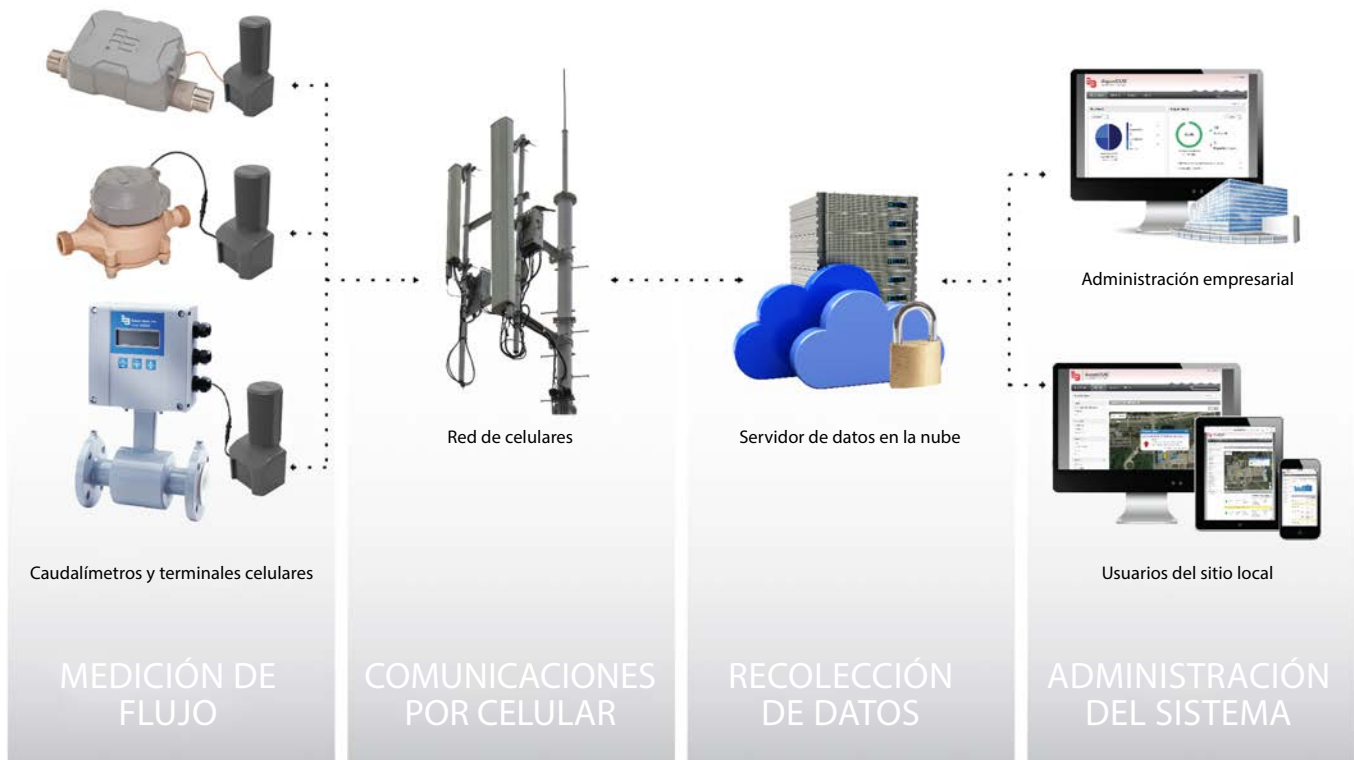 Administración empresarial
Red de celulares
Servidor de datos en la nube
Caudalímetros y terminales celulares
Usuarios del sitio local
MEDICIÓN DE
FLUJO
COMUNICACIONES
POR CELULAR
RECOLECCIÓN
DE DATOS
ADMINISTRACIÓN
DEL SISTEMA